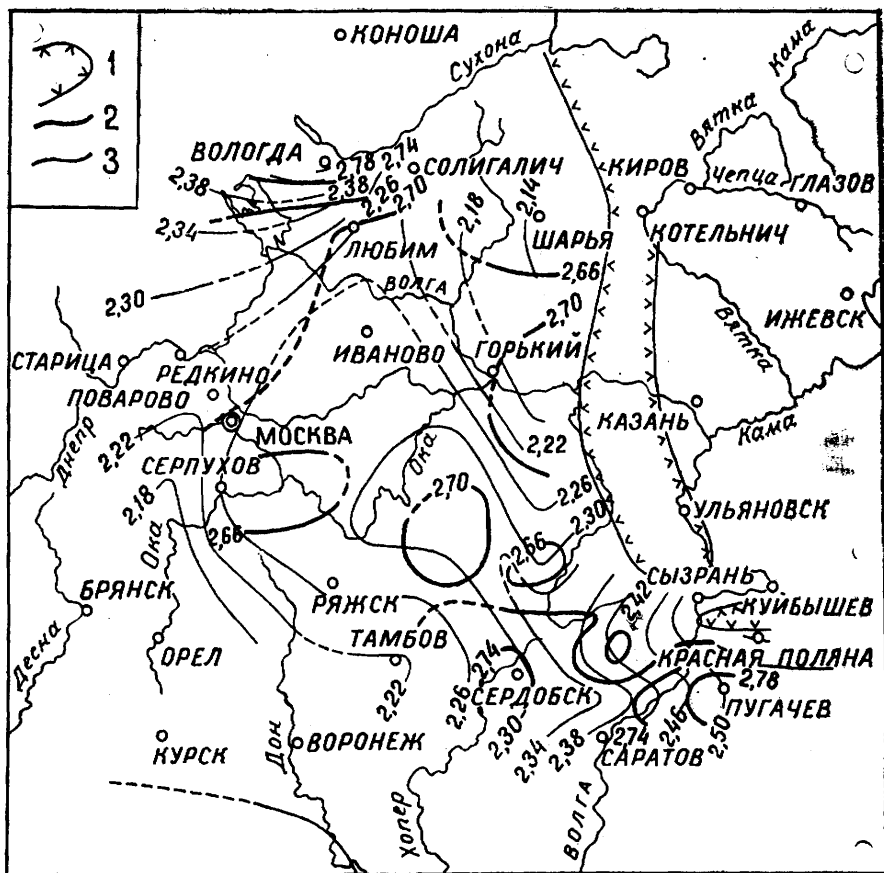 1
2
3
КОНОША
Сухона
Кама
Вятка
ВОЛОГДА
2,78
2,74
СОЛИГАЛИЧ
КИРОВ
Чепца
ГЛАЗОВ
2,38
2,38
2,26
2,70
2,18
2,14
2,34
ЛЮБИМ
ШАРЬЯ
КОТЕЛЬНИЧ
2,66
ВОЛГА
2,30
2,70
ИЖЕВСК
Вятка
СТАРИЦА
РЕДКИНО
ИВАНОВО
ГОРЬКИЙ
ПОВАРОВО
КАЗАНЬ
Кама
Днепр
2,22
МОСКВА
Ока
2,22
СЕРПУХОВ
2,18
2,70
2,26
УЛЬЯНОВСК
2,30
Ока
2,66
2,66
БРЯНСК
РЯЖСК
СЫЗРАНЬ
2,42
КУЙБЫШЕВ
Десна
ОРЕЛ
ТАМБОВ
2,74
КРАСНАЯ ПОЛЯНА
2,22
2,26
СЕРДОБСК
2,78
ПУГАЧЕВ
2,30
2,46
2,50
КУРСК
Дон
ВОРОНЕЖ
2,34
2,38
2,74
САРАТОВ
Хопер
ВОЛГА